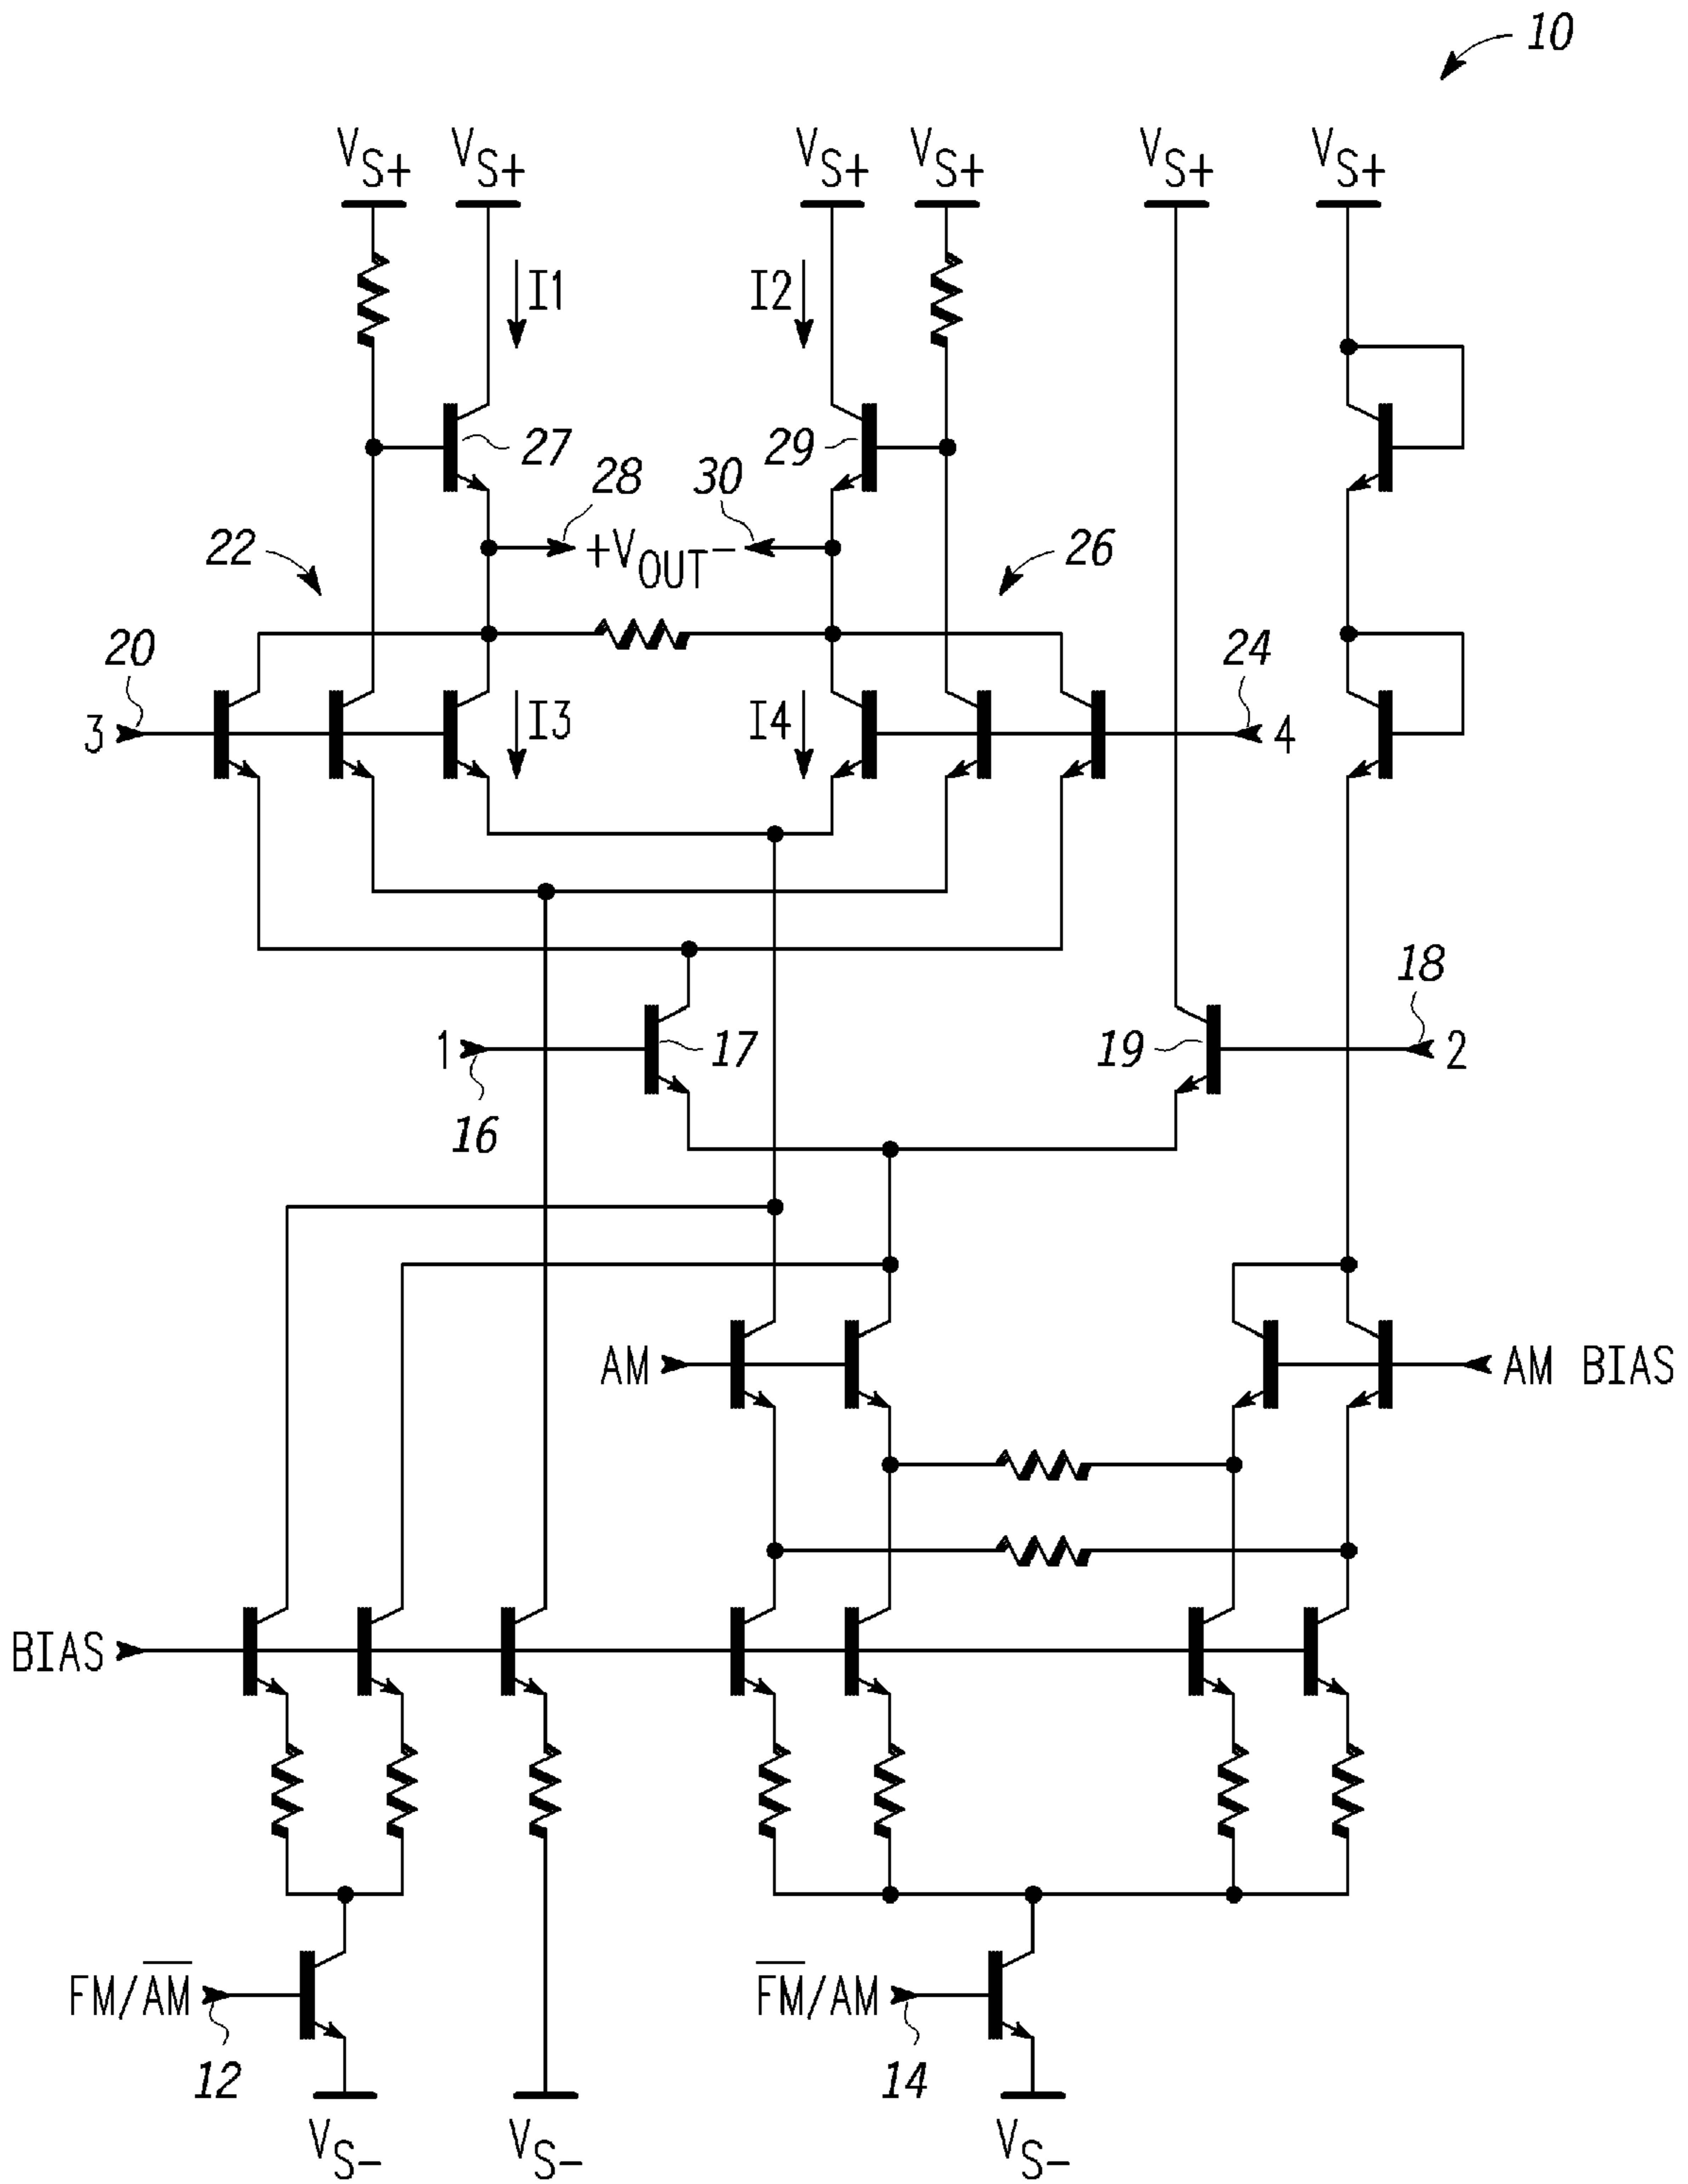 10
VS+ VS+ VS+ VS+ VS+ VS+
I1 I2
27 29
28 30
22 +VOUT- 26
20 24
3 I3 I4 4
18
1 17 19 2
16
AM AM BIAS
BIAS
FM/A̅M̅ F̅M̅/AM
12 14
VS- VS- VS-